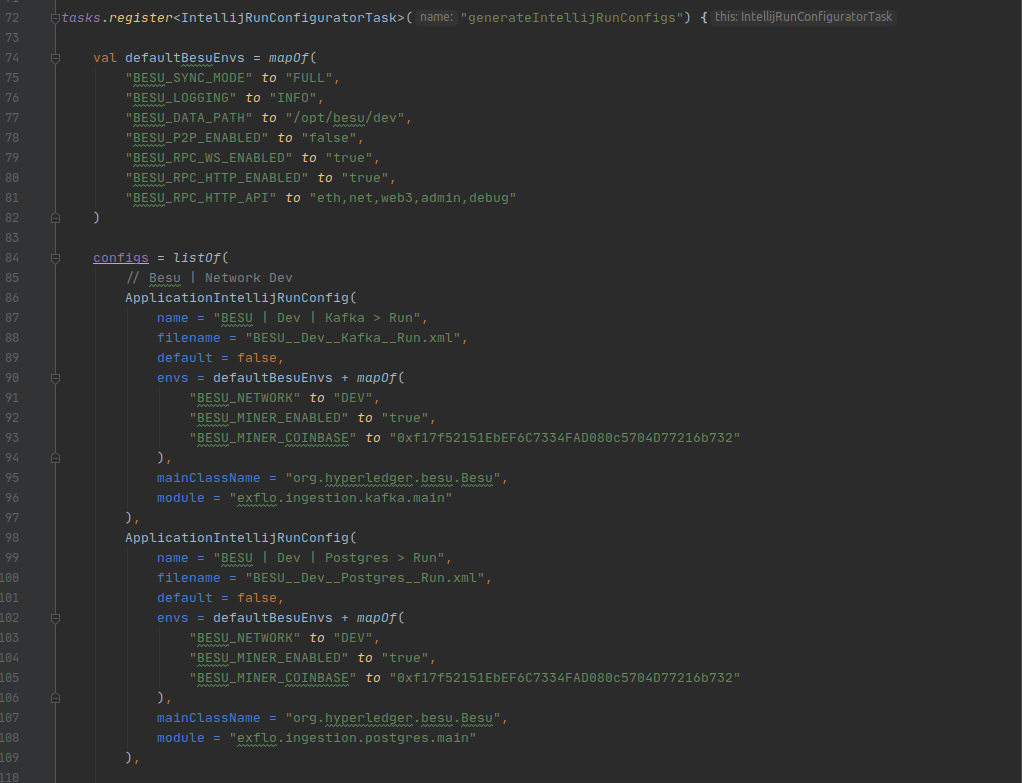 72 tasks.register<IntellijRunConfiguratorTask>( name: "generateIntellijRunConfigs") { this: IntellijRunConfiguratorTask
73
74     val defaultBesuEnvs = mapOf(
75         "BESU_SYNC_MODE" to "FULL",
76         "BESU_LOGGING" to "INFO",
77         "BESU_DATA_PATH" to "/opt/besu/dev",
78         "BESU_P2P_ENABLED" to "false",
79         "BESU_RPC_WS_ENABLED" to "true",
80         "BESU_RPC_HTTP_ENABLED" to "true",
81         "BESU_RPC_HTTP_API" to "eth,net,web3,admin,debug"
82     )
83
84     configs = listOf(
85         // Besu | Network Dev
86         ApplicationIntellijRunConfig(
87             name = "BESU | Dev | Kafka > Run",
88             filename = "BESU__Dev__Kafka__Run.xml",
89             default = false,
90             envs = defaultBesuEnvs + mapOf(
91                 "BESU_NETWORK" to "DEV",
92                 "BESU_MINER_ENABLED" to "true",
93                 "BESU_MINER_COINBASE" to "0xf17f52151EbEF6C7334FAD080c5704D77216b732"
94             ),
95             mainClassName = "org.hyperledger.besu.Besu",
96             module = "exflo.ingestion.kafka.main"
97         ),
98         ApplicationIntellijRunConfig(
99             name = "BESU | Dev | Postgres > Run",
100             filename = "BESU__Dev__Postgres__Run.xml",
101             default = false,
102             envs = defaultBesuEnvs + mapOf(
103                 "BESU_NETWORK" to "DEV",
104                 "BESU_MINER_ENABLED" to "true",
105                 "BESU_MINER_COINBASE" to "0xf17f52151EbEF6C7334FAD080c5704D77216b732"
106             ),
107             mainClassName = "org.hyperledger.besu.Besu",
108             module = "exflo.ingestion.postgres.main"
109         ),
110